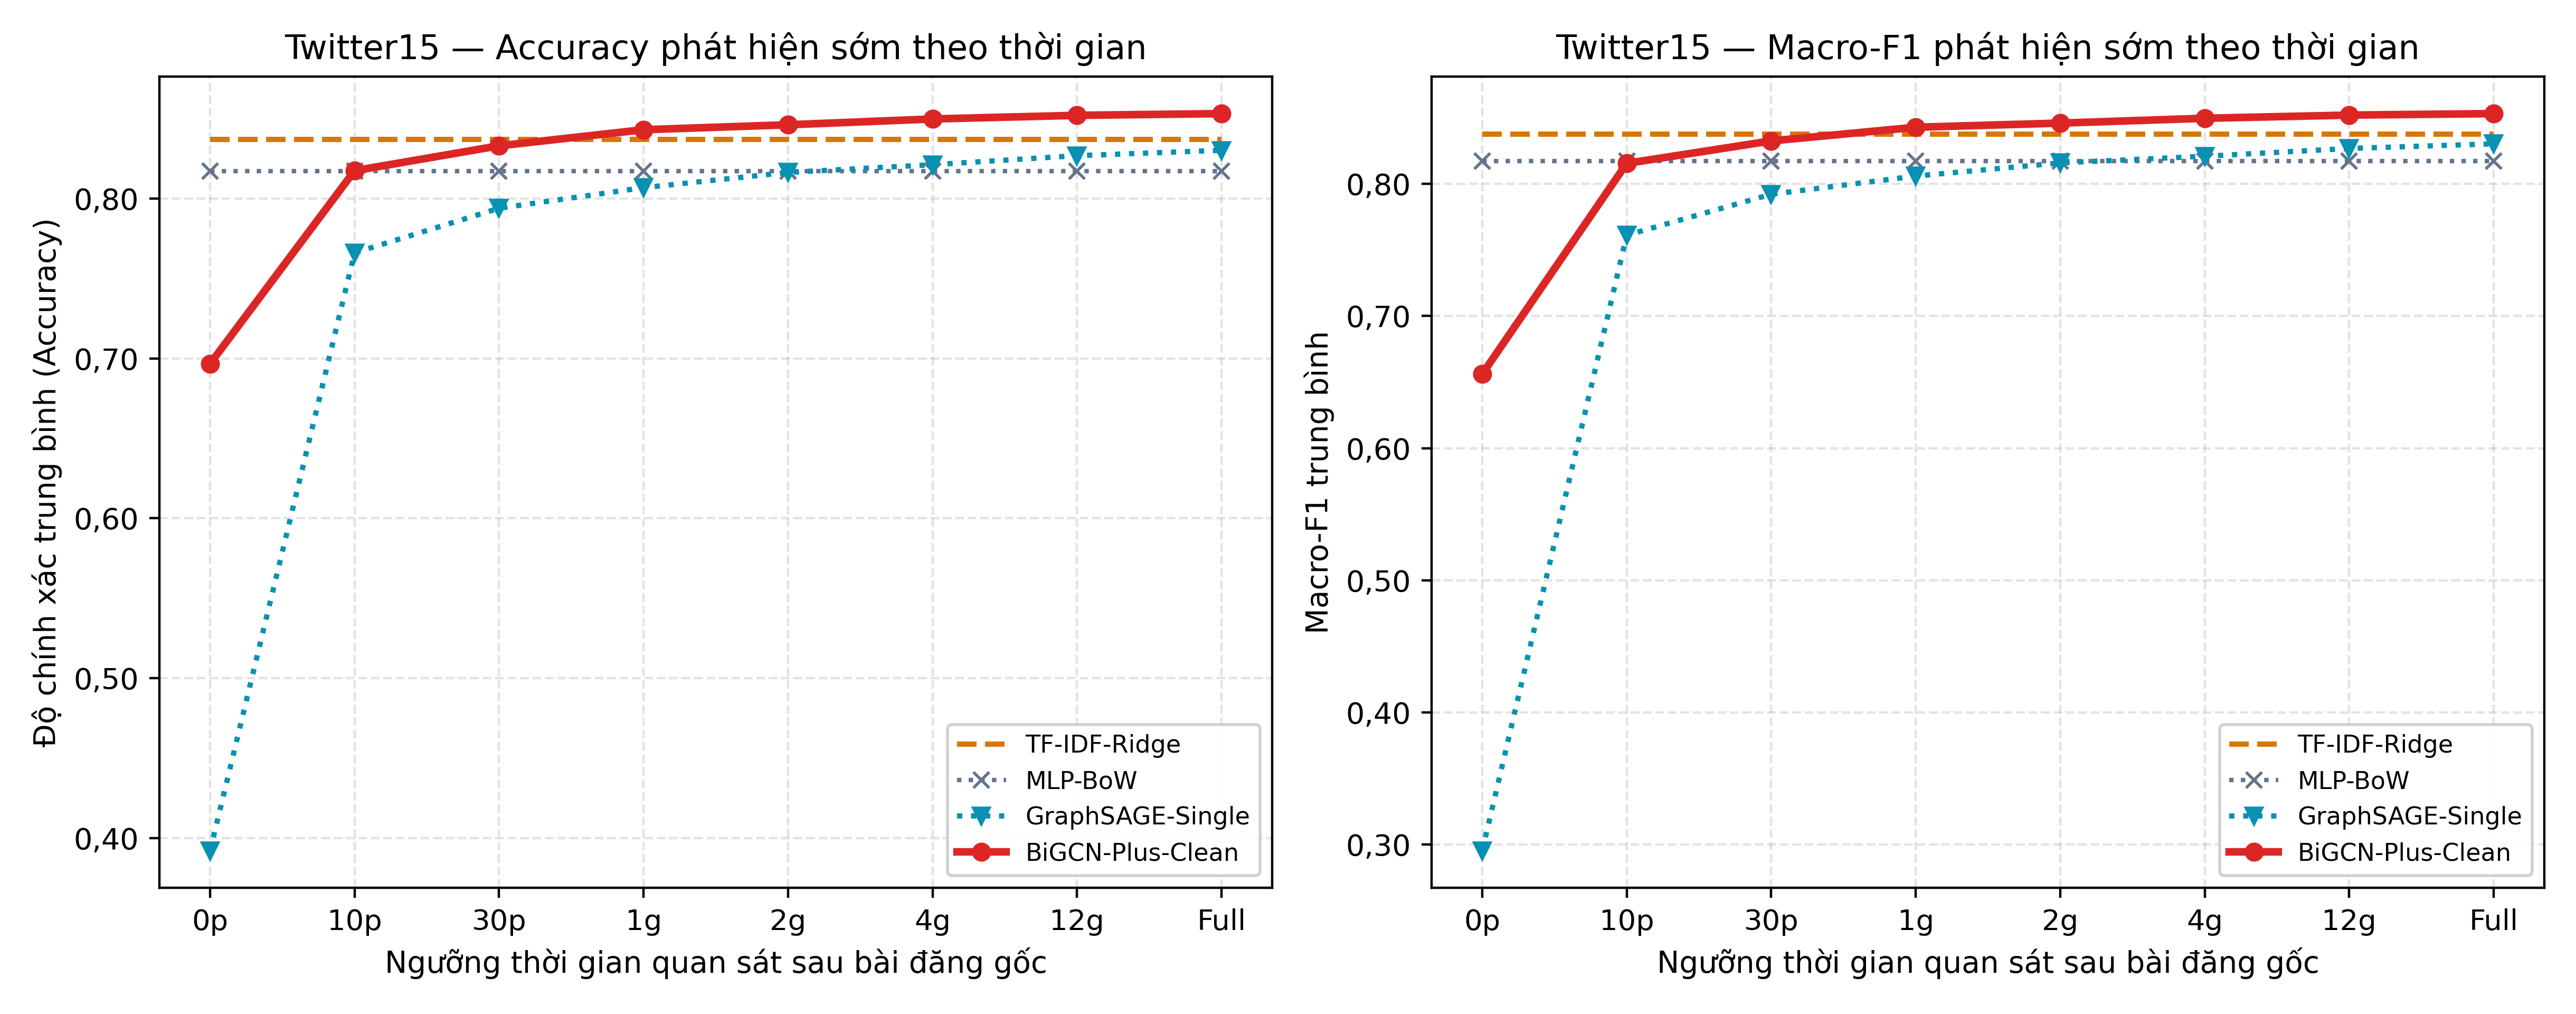 Twitter15 — Accuracy phát hiện sớm theo thời gian
Độ chính xác trung bình (Accuracy)
0,80
0,70
0,60
0,50
0,40
TF-IDF-Ridge
MLP-BoW
GraphSAGE-Single
BiGCN-Plus-Clean
0p 10p 30p 1g 2g 4g 12g Full
Ngưỡng thời gian quan sát sau bài đăng gốc
Twitter15 — Macro-F1 phát hiện sớm theo thời gian
Macro-F1 trung bình
0,80
0,70
0,60
0,50
0,40
0,30
TF-IDF-Ridge
MLP-BoW
GraphSAGE-Single
BiGCN-Plus-Clean
0p 10p 30p 1g 2g 4g 12g Full
Ngưỡng thời gian quan sát sau bài đăng gốc